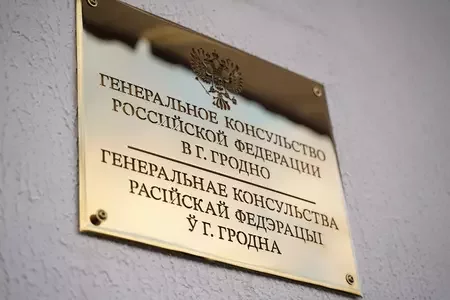 ГЕНЕРАЛЬНОЕ КОНСУЛЬСТВО
РОССИЙСКОЙ ФЕДЕРАЦИИ
В Г. ГРОДНО
ГЕНЕРАЛЬНАЕ КОНСУЛЬСТВА
РАСІЙСКАЙ ФЕДЭРАЦЫІ
Ў Г. ГРОДНА